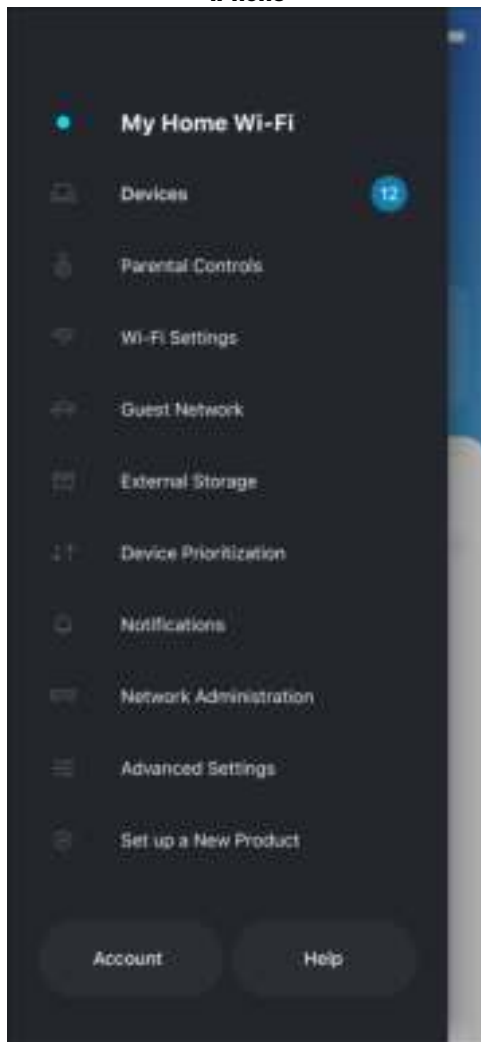 My Home Wi-Fi
Devices 12
Parental Controls
Wi-Fi Settings
Guest Network
External Storage
Device Prioritization
Notifications
Network Administration
Advanced Settings
Set up a New Product
Account Help